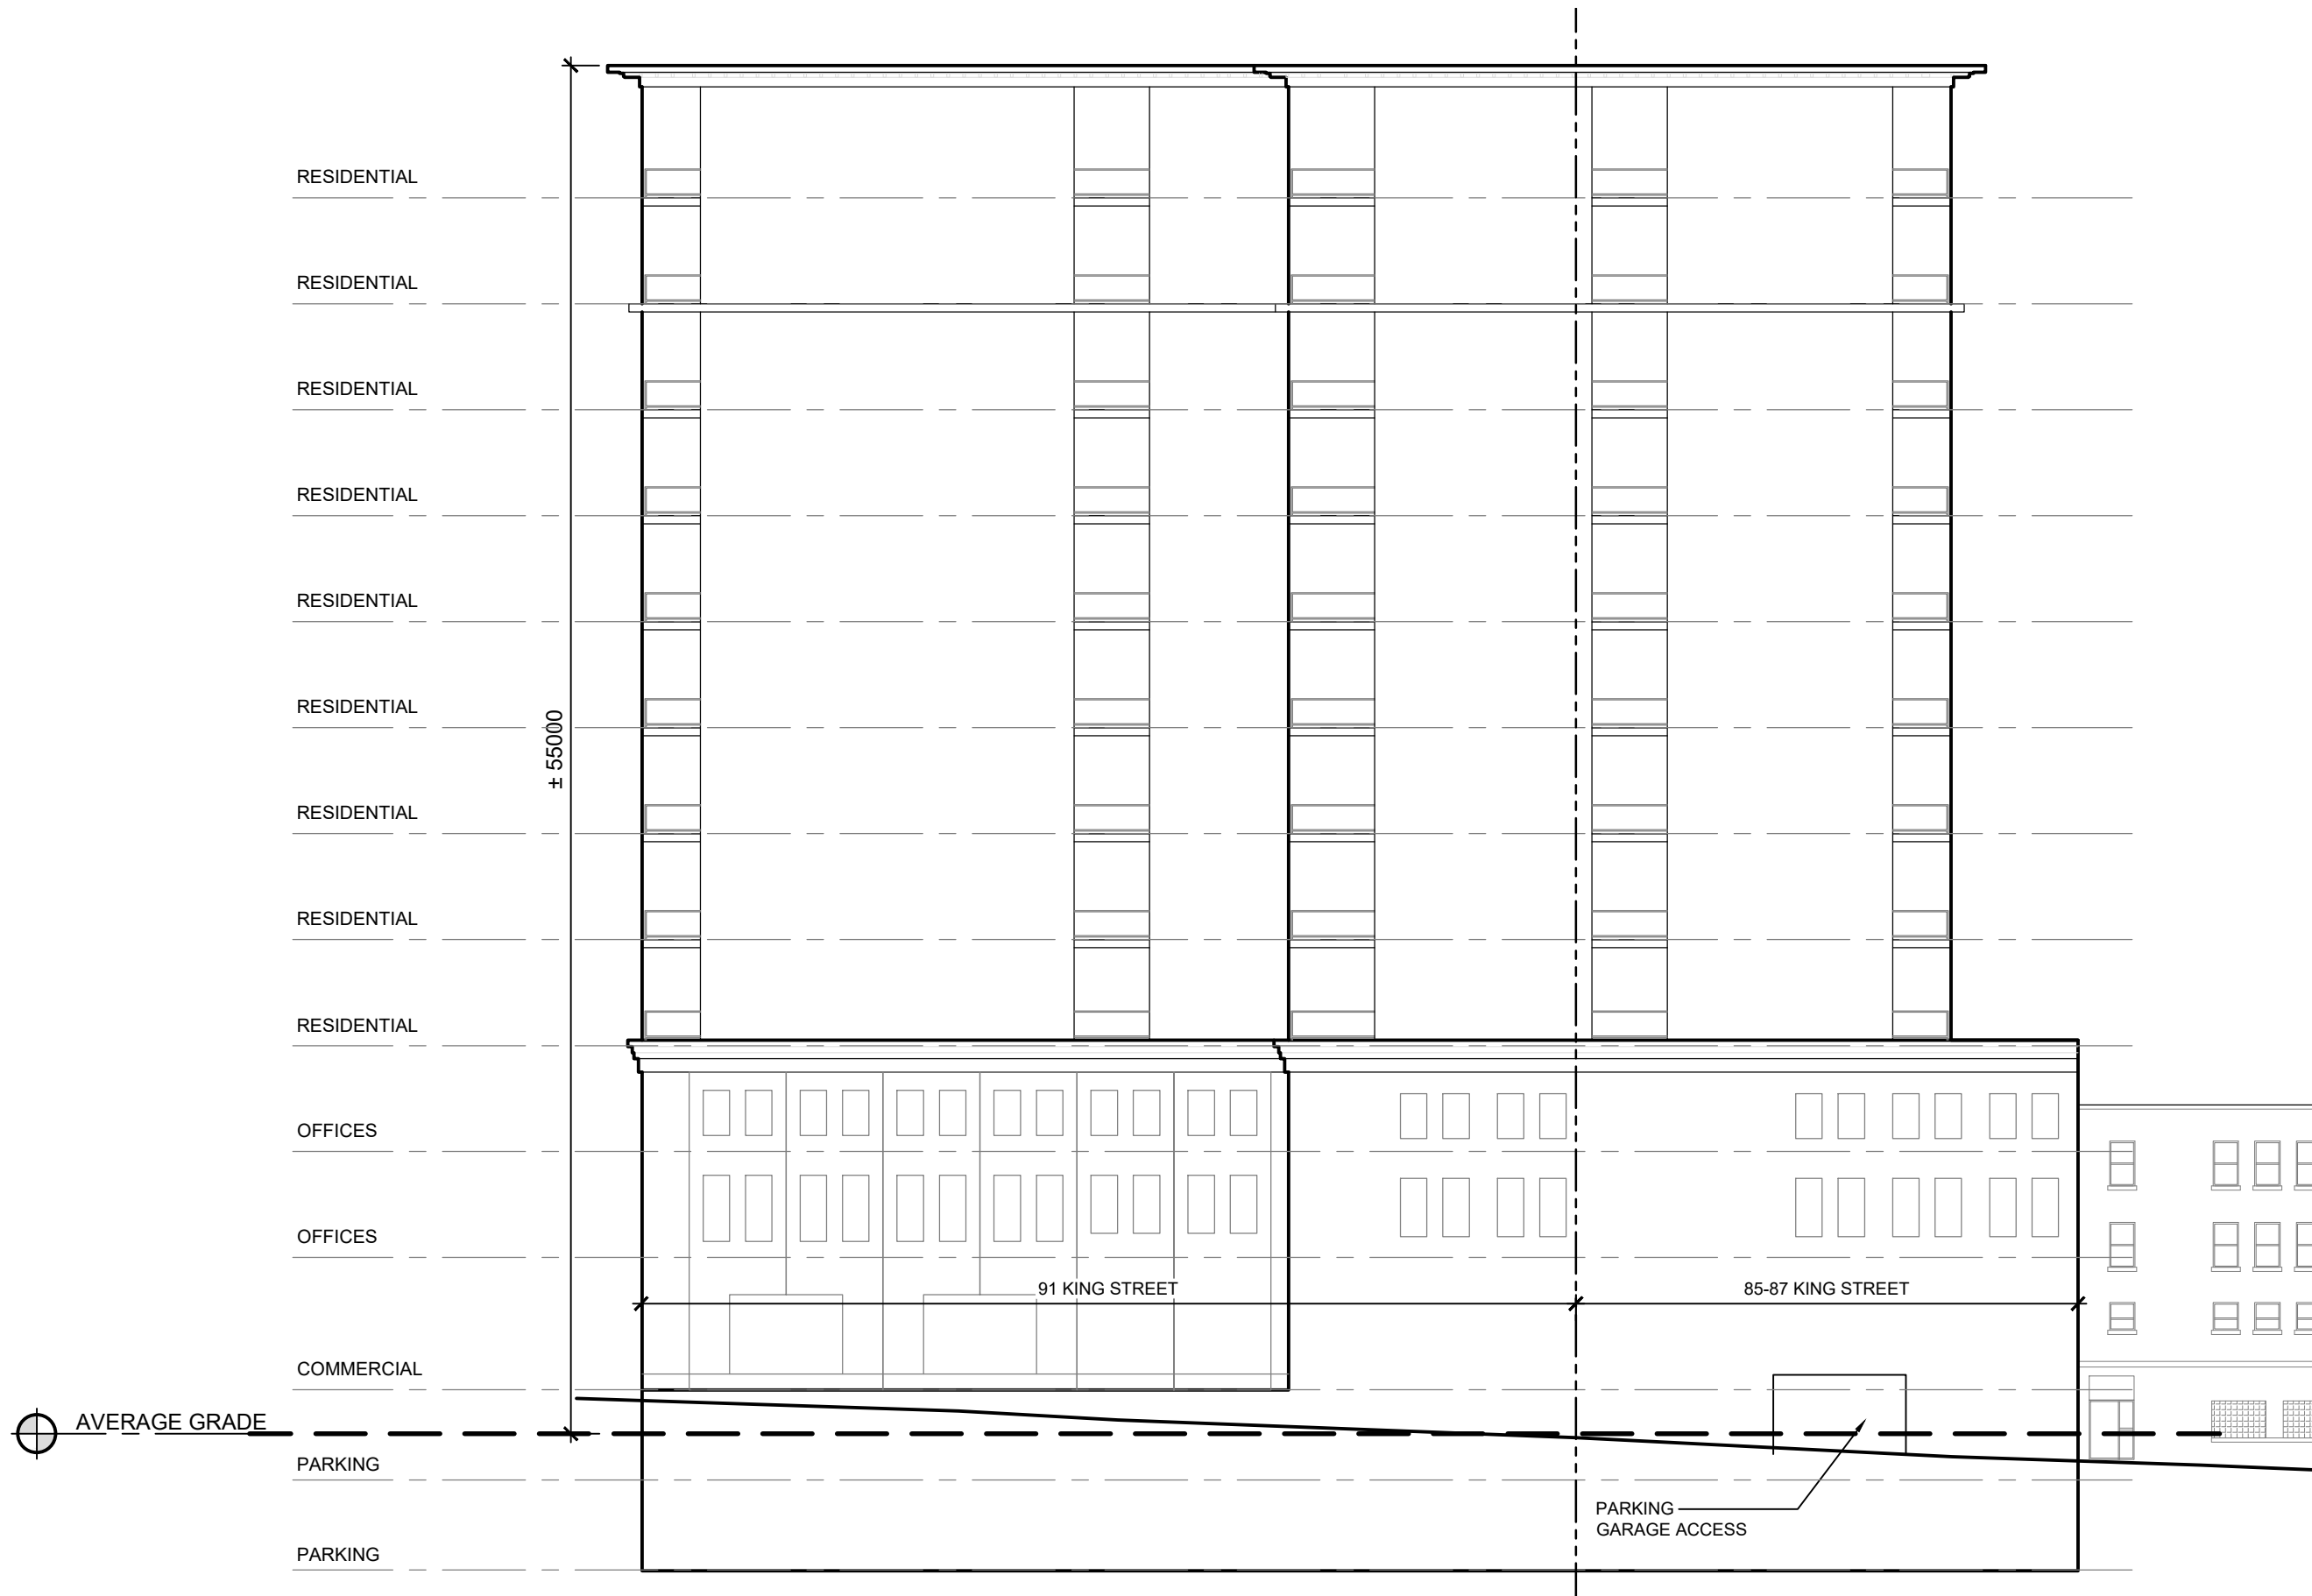 RESIDENTIAL
RESIDENTIAL
RESIDENTIAL
RESIDENTIAL
RESIDENTIAL
RESIDENTIAL
± 55000
RESIDENTIAL
RESIDENTIAL
RESIDENTIAL
OFFICES
OFFICES
91 KING STREET
85-87 KING STREET
COMMERCIAL
AVERAGE GRADE
PARKING
PARKING
GARAGE ACCESS
PARKING